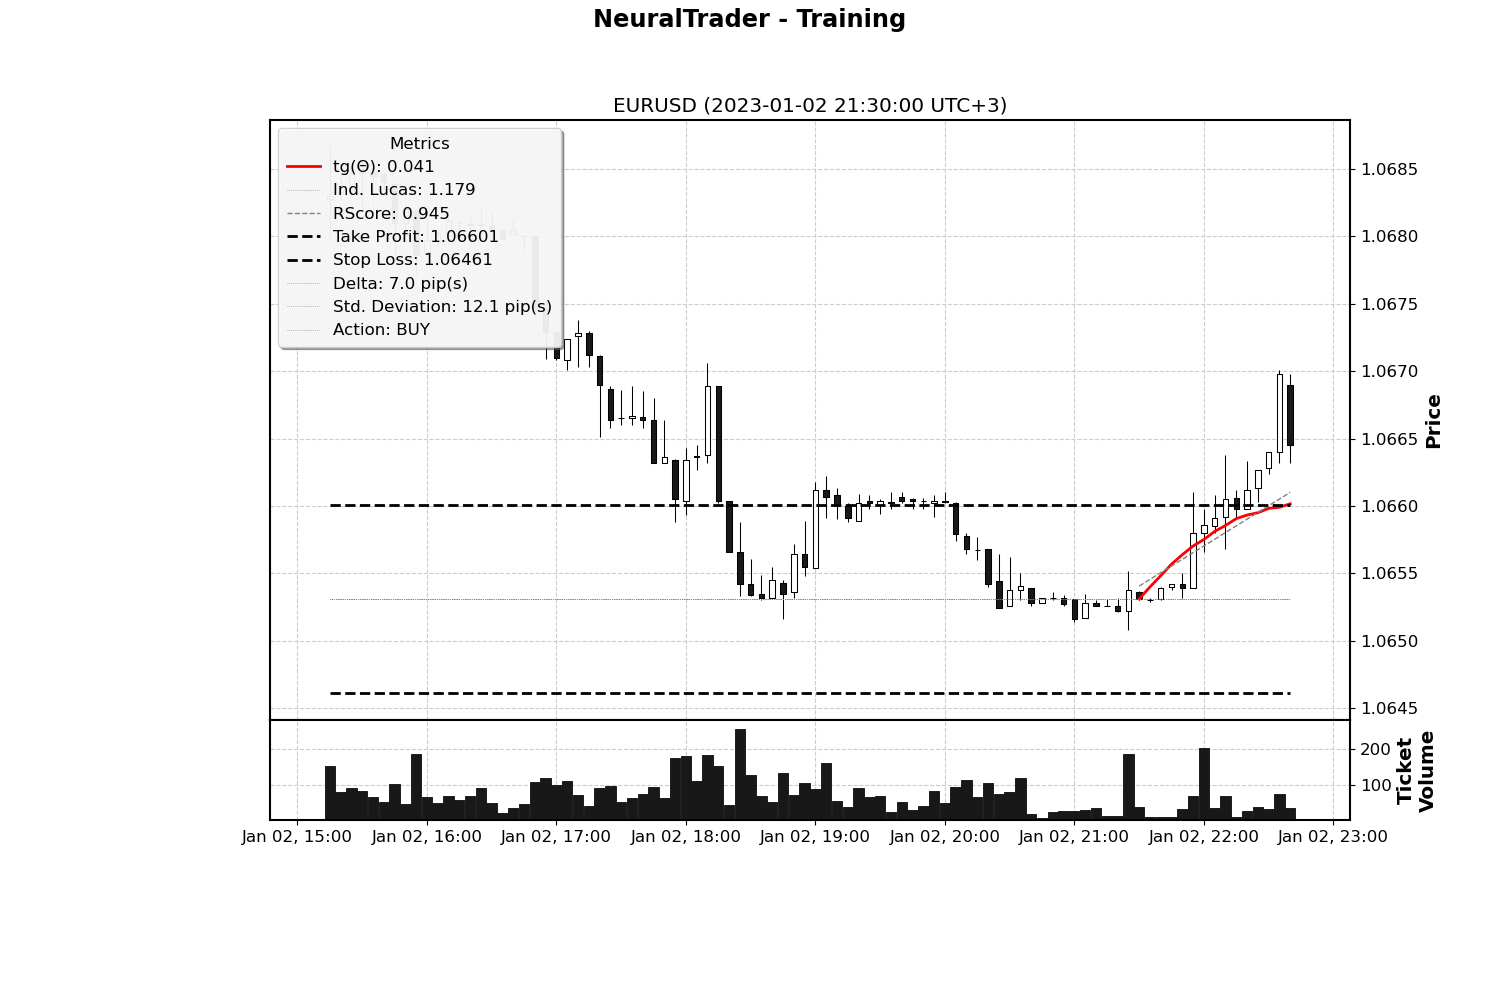 NeuralTrader - Training
EURUSD (2023-01-02 21:30:00 UTC+3)
Metrics
tg(Θ): 0.041
Ind. Lucas: 1.179
RScore: 0.945
Take Profit: 1.06601
Stop Loss: 1.06461
Delta: 7.0 pip(s)
Std. Deviation: 12.1 pip(s)
Action: BUY
1.0685
1.0680
1.0675
1.0670
1.0665
1.0660
1.0655
1.0650
1.0645
Price
200
100
Ticket
Volume
Jan 02, 15:00
Jan 02, 16:00
Jan 02, 17:00
Jan 02, 18:00
Jan 02, 19:00
Jan 02, 20:00
Jan 02, 21:00
Jan 02, 22:00
Jan 02, 23:00